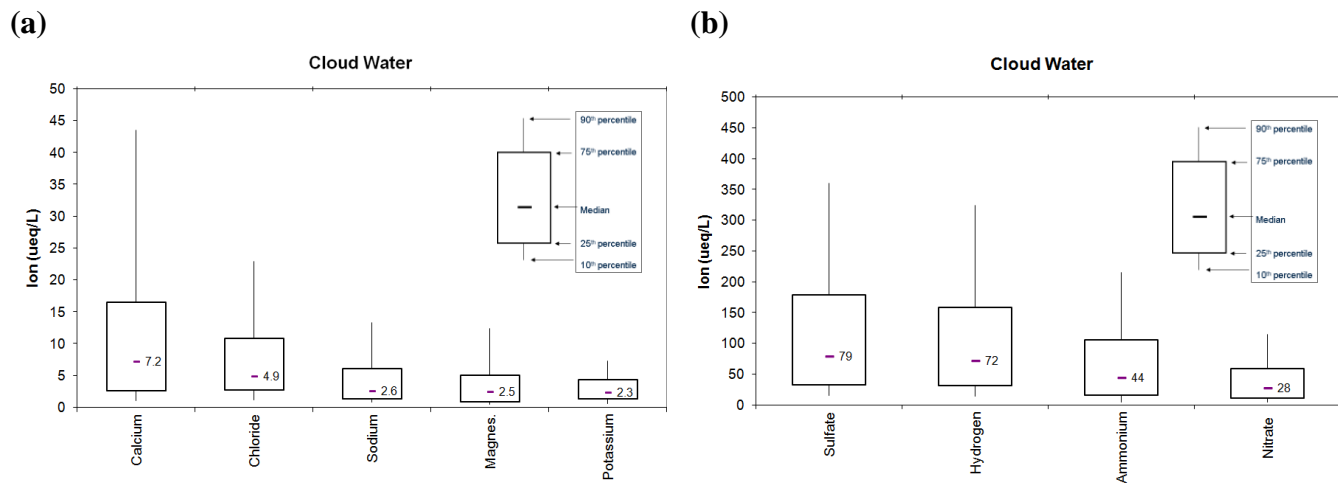 (a)
Cloud Water
Ion (ueq/L)
50
45
40
35
30
25
20
15
10
5
0
90th percentile
75th percentile
Median
25th percentile
10th percentile
7.2
4.9
2.6
2.5
2.3
Calcium
Chloride
Sodium
Magnes.
Potassium
(b)
Cloud Water
Ion (ueq/L)
500
450
400
350
300
250
200
150
100
50
0
90th percentile
75th percentile
Median
25th percentile
10th percentile
79
72
44
28
Sulfate
Hydrogen
Ammonium
Nitrate